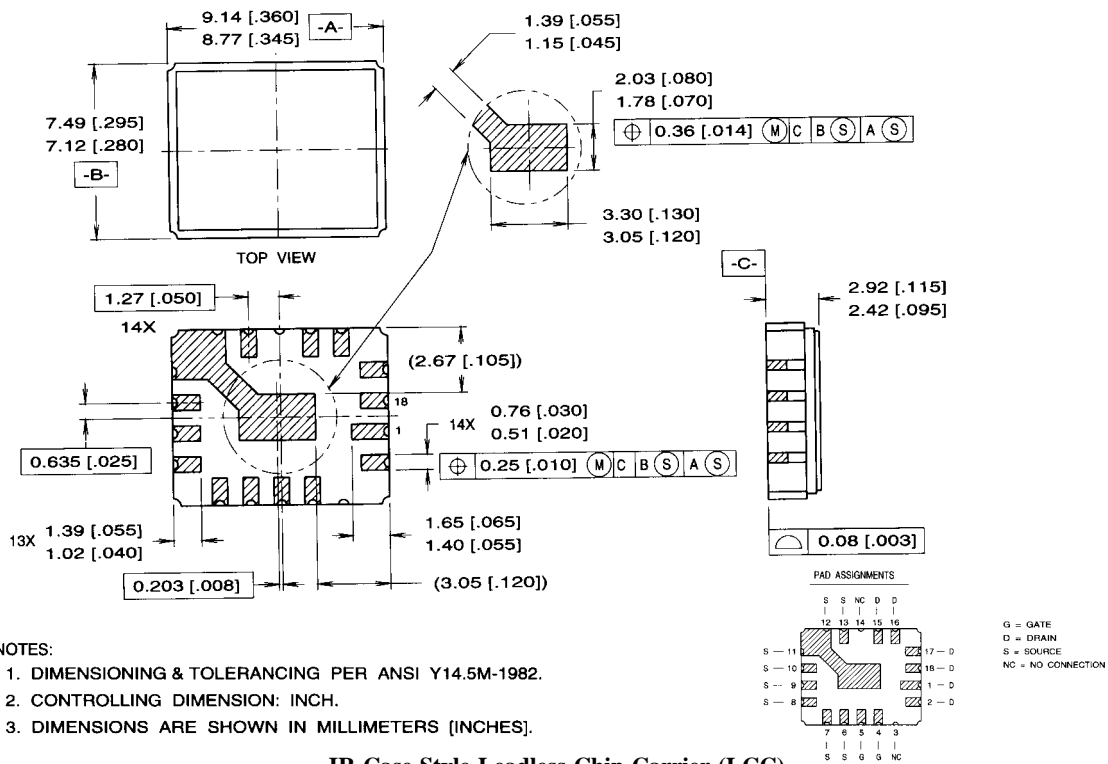 9.14 [.360]
8.77 [.345]
-A-
1.39 [.055]
1.15 [.045]
2.03 [.080]
1.78 [.070]
0.36 [.014] M C B S A S
7.49 [.295]
7.12 [.280]
-B-
3.30 [.130]
3.05 [.120]
TOP VIEW
-C-
1.27 [.050]
14X
2.92 [.115]
2.42 [.095]
(2.67 [.105])
18
1
14X 0.76 [.030]
0.51 [.020]
0.635 [.025]
0.25 [.010] M C B S A S
13X 1.39 [.055]
1.02 [.040]
1.65 [.065]
1.40 [.055]
0.08 [.003]
0.203 [.008]
(3.05 [.120])
PAD ASSIGNMENTS
S S NC D D
12 13 14 15 16
S — 11 17 — D
S — 10 18 — D
S — 9 1 — D
S — 8 2 — D
7 6 5 4 3
S S G G NC
G = GATE
D = DRAIN
S = SOURCE
NC = NO CONNECTION
NOTES:
1. DIMENSIONING & TOLERANCING PER ANSI Y14.5M-1982.
2. CONTROLLING DIMENSION: INCH.
3. DIMENSIONS ARE SHOWN IN MILLIMETERS [INCHES].